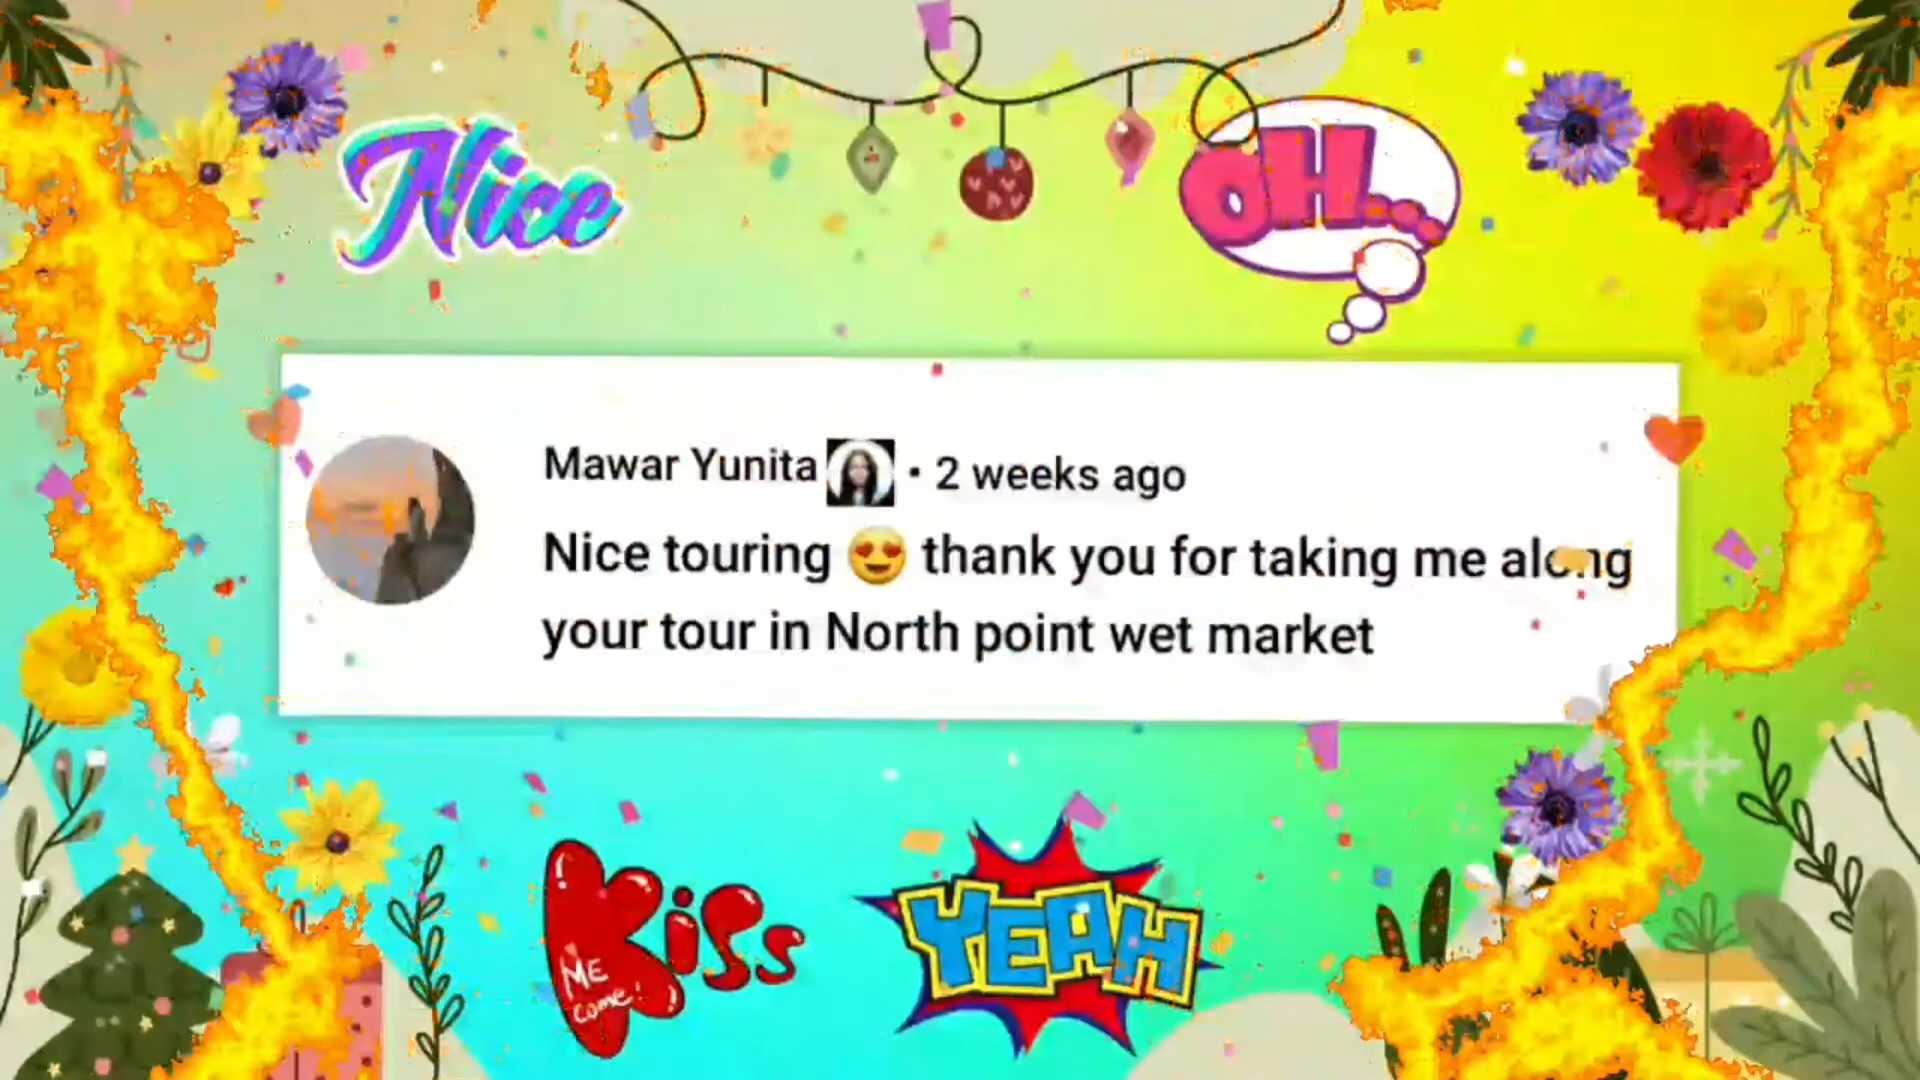 Nice
OH...
Mawar Yunita • 2 weeks ago
Nice touring 😍 thank you for taking me along
your tour in North point wet market
Kiss
ME
come!
YEAH